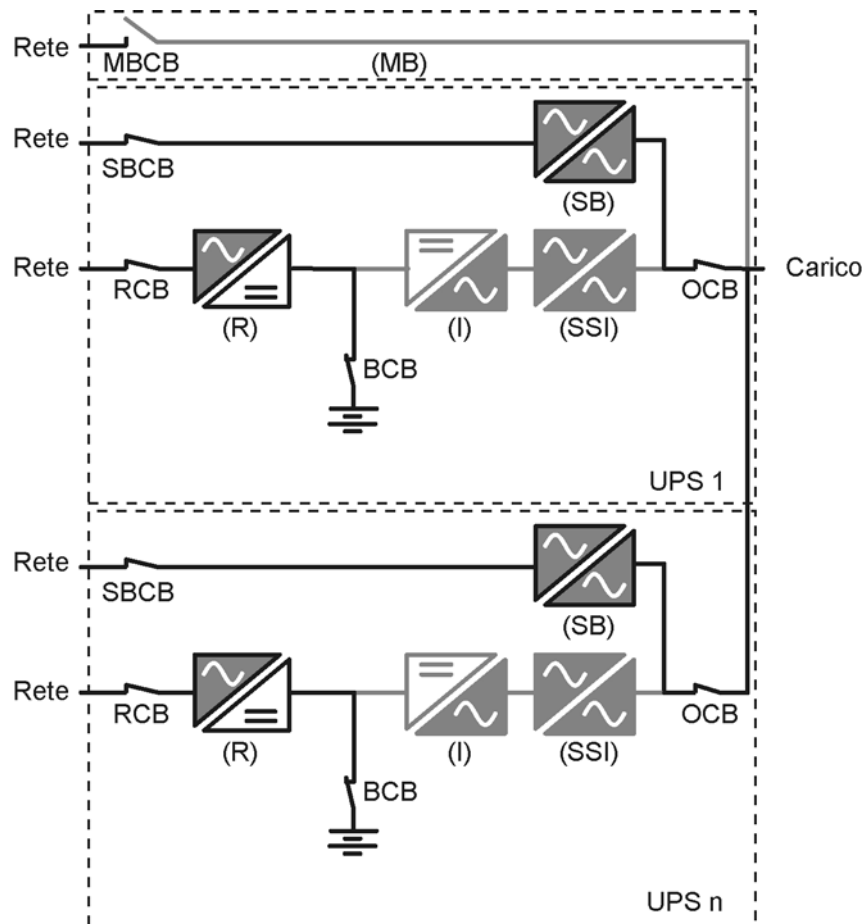 Rete
MBCB
(MB)
Rete
SBCB
(SB)
Rete
RCB
(R)
(I)
(SSI)
OCB
Carico
BCB
UPS 1
Rete
SBCB
(SB)
Rete
RCB
(R)
(I)
(SSI)
OCB
BCB
UPS n